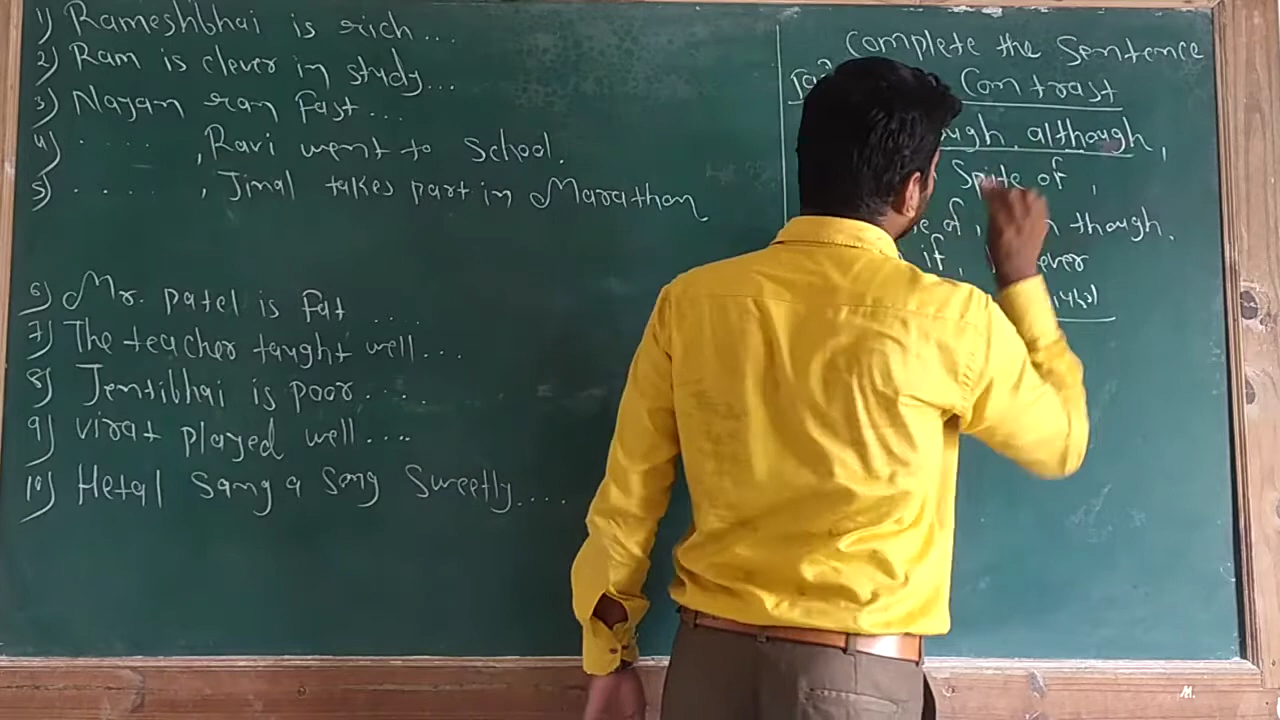 1) Rameshbhai is rich...
2) Ram is clever in study...
3) Nayan ran fast...
4) ...., Ravi went to School.
5) ....., Jinal takes part in Marathon
6) Mr. patel is fat ....
7) The teacher taught well...
8) Jentibhai is poor....
9) virat played well....
10) Hetal Sang a Song Sweetly....
Complete the Sentence
Contrast
although,
Spite of,
of, though.
if,
M.